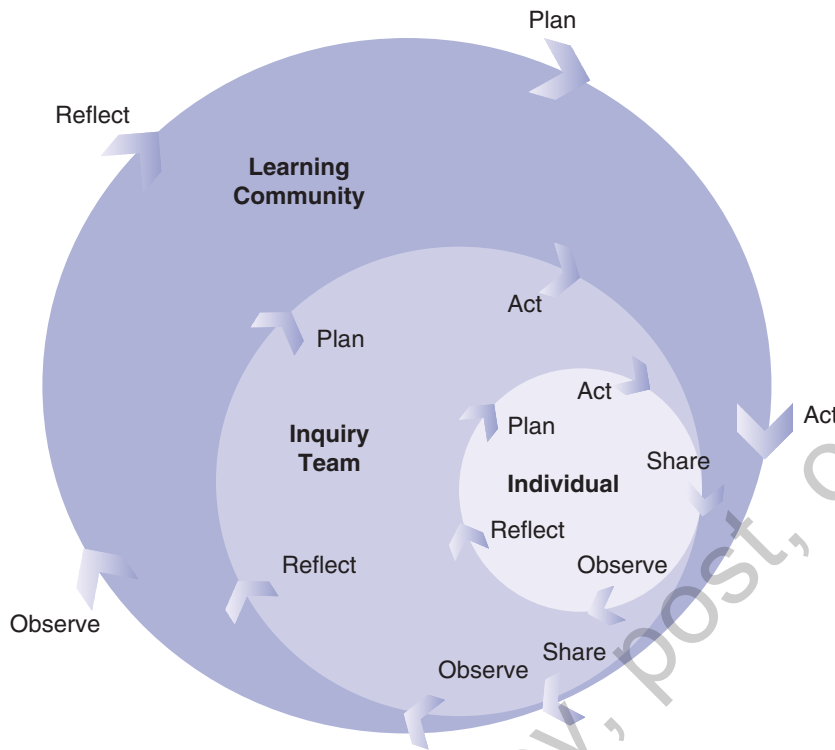 Plan
Reflect
Learning
Community
Act
Plan
Act
Plan
Act
Inquiry
Team
Share
Individual
Reflect
Reflect
Observe
Observe
Share
Observe
y, post, o